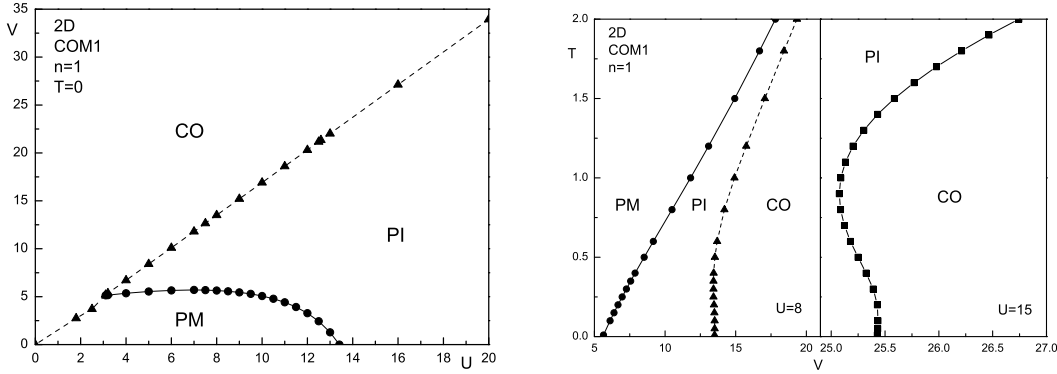 V
35
30
25
20
15
10
5
0
0 2 4 6 8 10 12 14 16 18 20
U
2D
COM1
n=1
T=0
CO
PI
PM
T
2.0
1.5
1.0
0.5
0.0
5 10 15 20
25.0 25.5 26.0 26.5 27.0
V
2D
COM1
n=1
PM
PI
CO
U=8
PI
CO
U=15